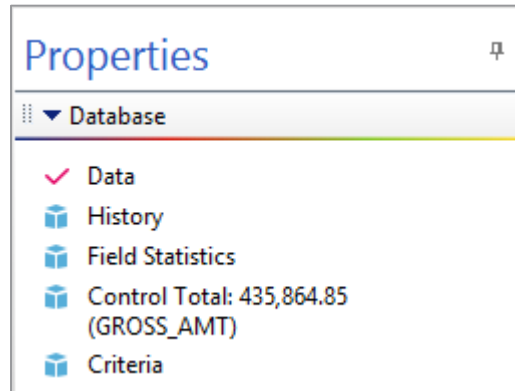 Properties
Database
Data
History
Field Statistics
Control Total: 435,864.85
(GROSS_AMT)
Criteria